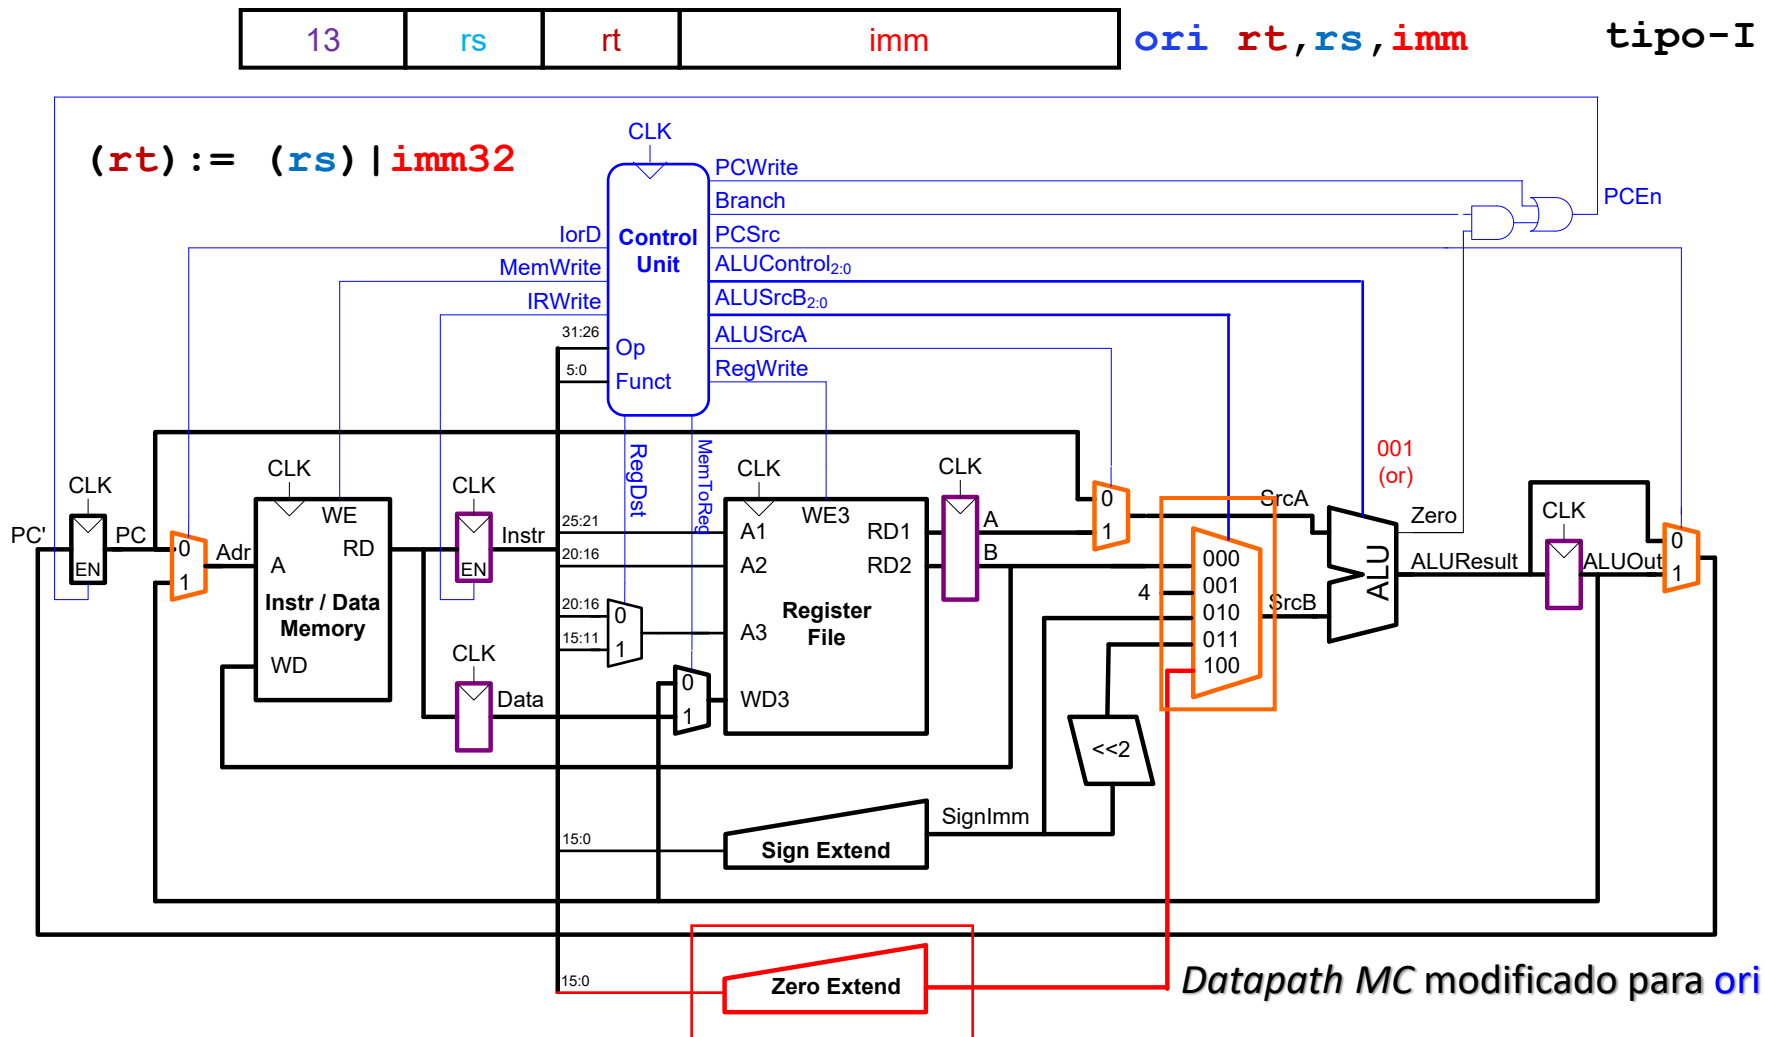 13 rs rt imm ori rt,rs,imm tipo-I
(rt):= (rs)|imm32
CLK
PCWrite
Branch
PCEn
IorD
Control
Unit
PCSrc
MemWrite
ALUControl2:0
IRWrite
ALUSrcB2:0
31:26
Op
ALUSrcA
5:0
Funct
RegWrite
RegDst
MemToReg
001
(or)
CLK
CLK
CLK
CLK
CLK
CLK
PC'
EN
PC
0
1
Adr
WE
RD
A
Instr / Data
Memory
WD
EN
Instr
CLK
Data
25:21
20:16
20:16
15:11
0
1
0
1
A1
A2
A3
WD3
WE3
RD1
RD2
Register
File
A
B
0
1
4
000
001
010
011
100
SrcA
SrcB
ALU
Zero
ALUResult
ALUOut
0
1
<<2
SignImm
15:0
Sign Extend
15:0
Zero Extend
Datapath MC modificado para ori